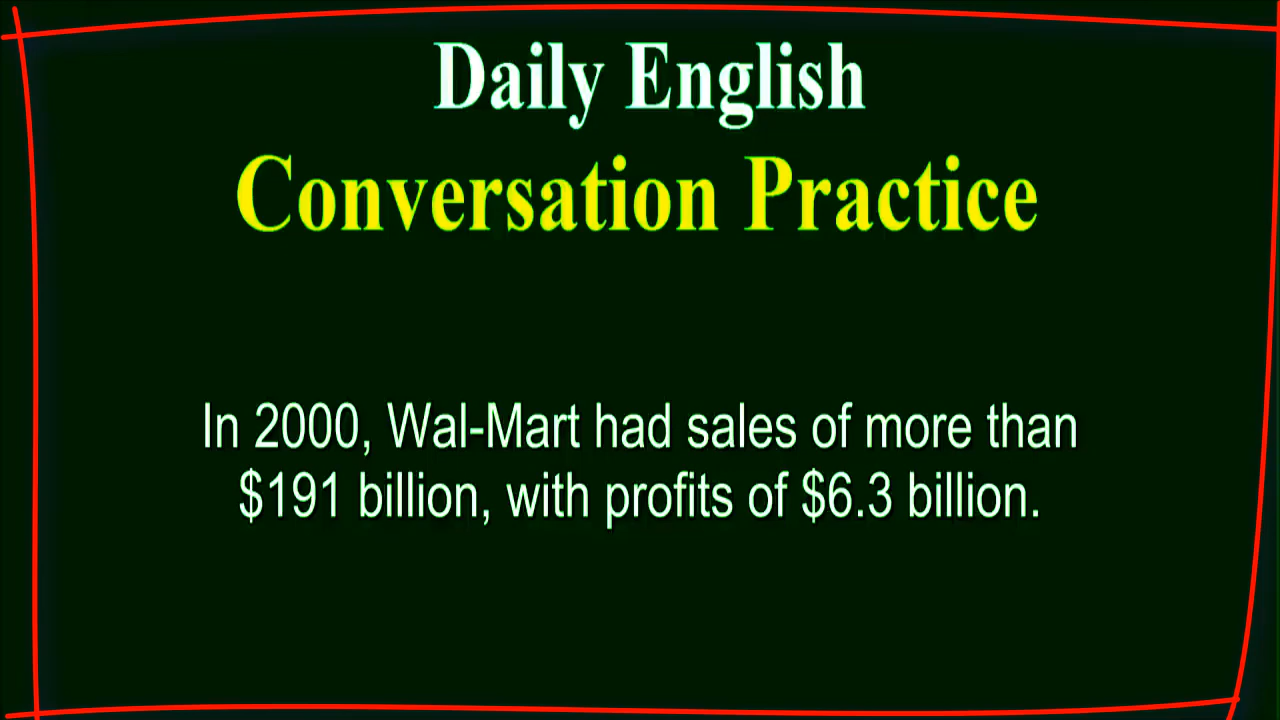 Daily English
Conversation Practice
In 2000, Wal-Mart had sales of more than
$191 billion, with profits of $6.3 billion.